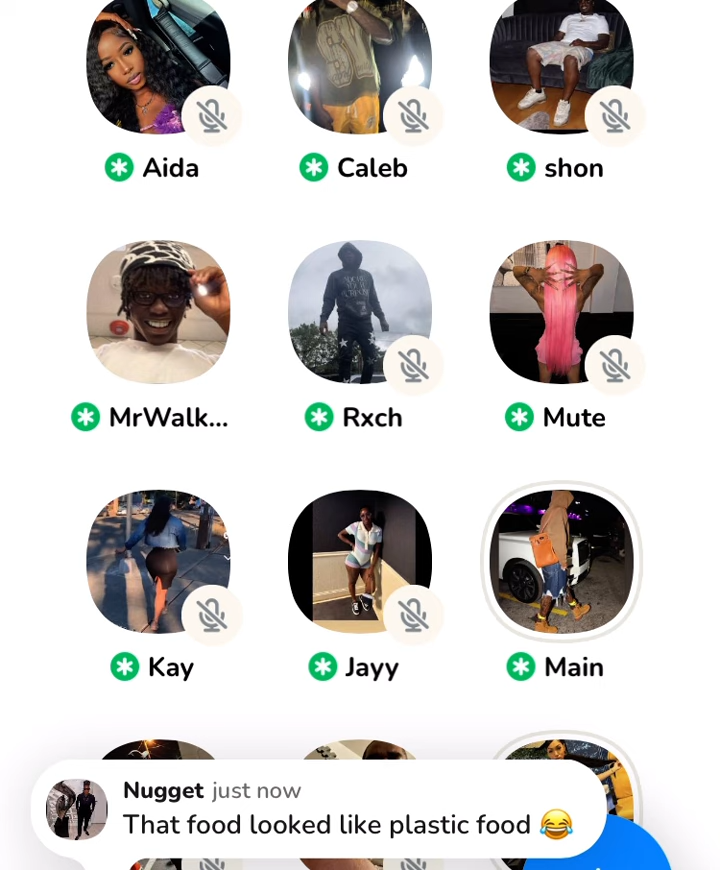 Aida
Caleb
shon
MrWalk...
Rxch
Mute
Kay
Jayy
Main
Nugget just now
That food looked like plastic food 😂